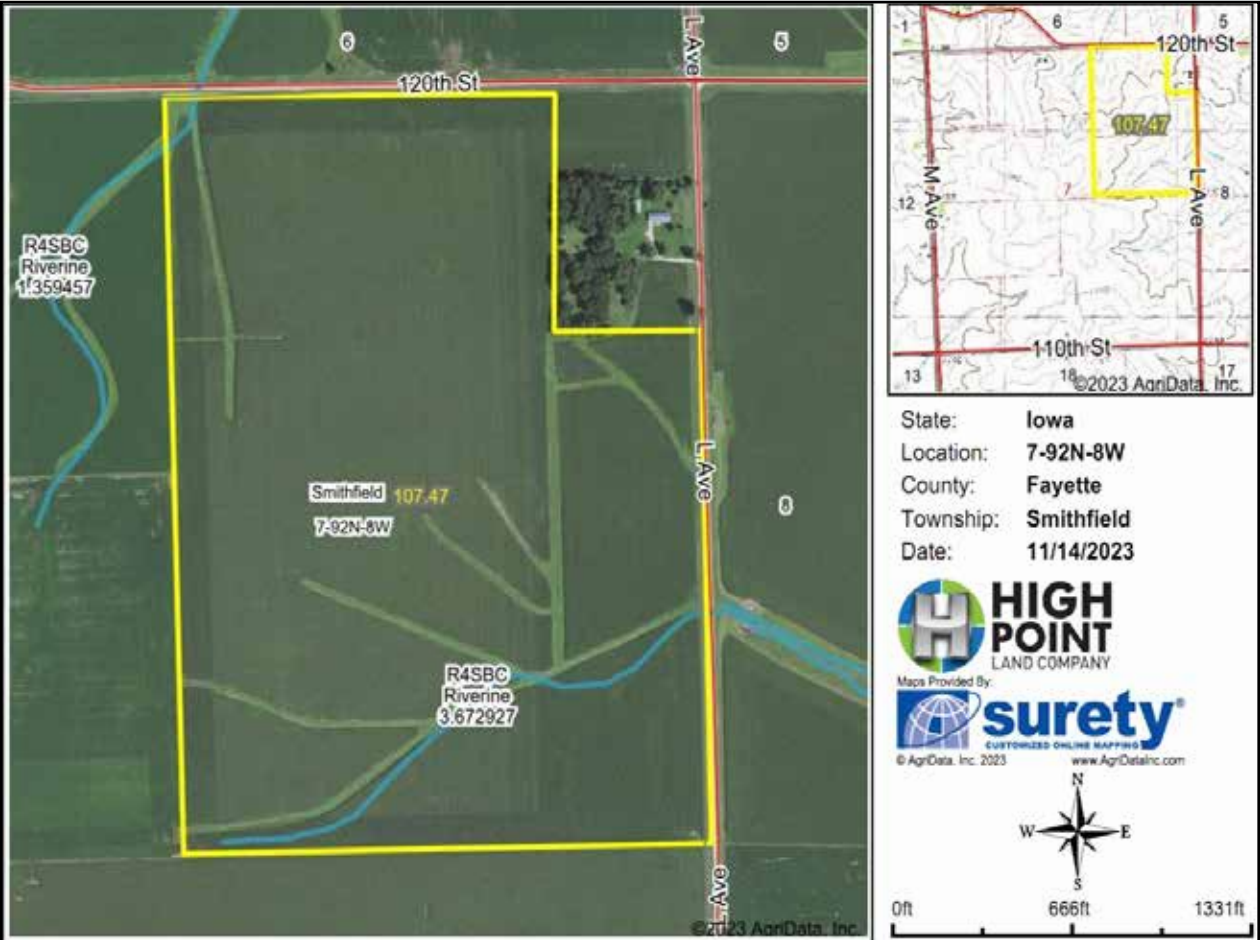 6
L Ave
5
120th St
R4SBC
Riverine
1.359457
Smithfield 107.47
7-92N-8W
L Ave
8
R4SBC
Riverine
3.672927
L Ave
©2023 AgriData, Inc.
1
6
5
120th St
107.47
M Ave
L Ave
7
8
12
110th St
13
18
17
©2023 AgriData, Inc.
State: Iowa
Location: 7-92N-8W
County: Fayette
Township: Smithfield
Date: 11/14/2023
H
HIGH
POINT
LAND COMPANY
Maps Provided By:
surety®
CUSTOMIZED ONLINE MAPPING
© AgriData, Inc. 2023 www.AgriDataInc.com
N
W E
S
0ft 666ft 1331ft